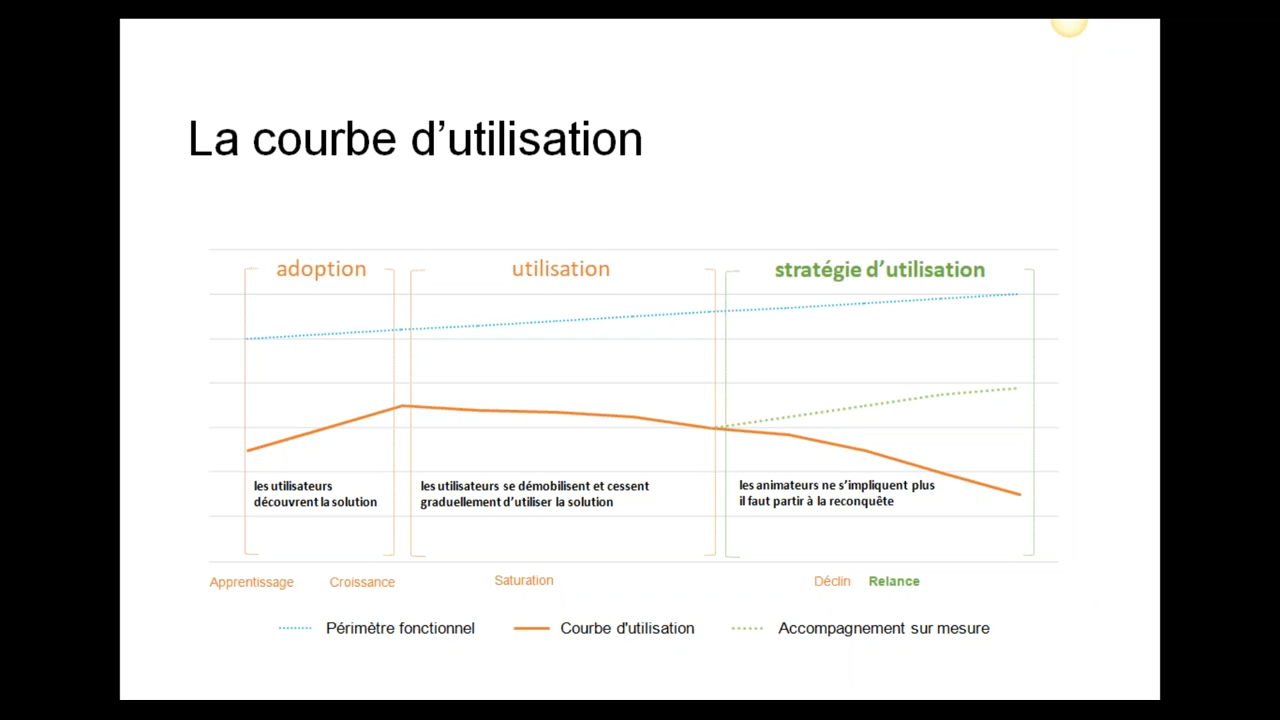 La courbe d’utilisation
adoption
utilisation
stratégie d’utilisation
les utilisateurs
découvrent la solution
les utilisateurs se démobilisent et cessent
graduellement d’utiliser la solution
les animateurs ne s’impliquent plus
il faut partir à la reconquête
Apprentissage
Croissance
Saturation
Déclin
Relance
Périmètre fonctionnel
Courbe d'utilisation
Accompagnement sur mesure